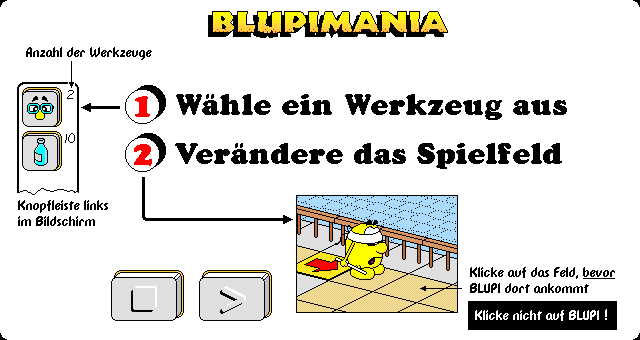 BLUPIMANIA
Anzahl der Werkzeuge
2
10
1 Wähle ein Werkzeug aus
2 Verändere das Spielfeld
Knopfleiste links
im Bildschirm
Klicke auf das Feld, bevor
BLUPI dort ankommt
Klicke nicht auf BLUPI !